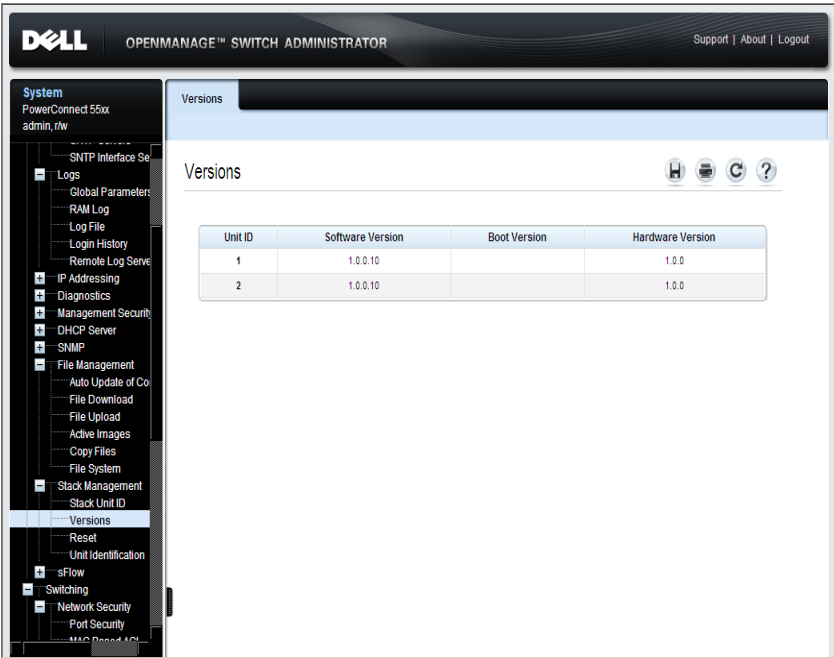 DELL
OPENMANAGE™ SWITCH ADMINISTRATOR
Support | About | Logout
System
PowerConnect 55xx
admin, r/w
SNTP Interface Se
Logs
Global Parameters
RAM Log
Log File
Login History
Remote Log Serve
IP Addressing
Diagnostics
Management Security
DHCP Server
SNMP
File Management
Auto Update of Co
File Download
File Upload
Active Images
Copy Files
File System
Stack Management
Stack Unit ID
Versions
Reset
Unit Identification
sFlow
Switching
Network Security
Port Security
Versions
Versions
Unit ID Software Version Boot Version Hardware Version
1 1.0.0.10 1.0.0
2 1.0.0.10 1.0.0